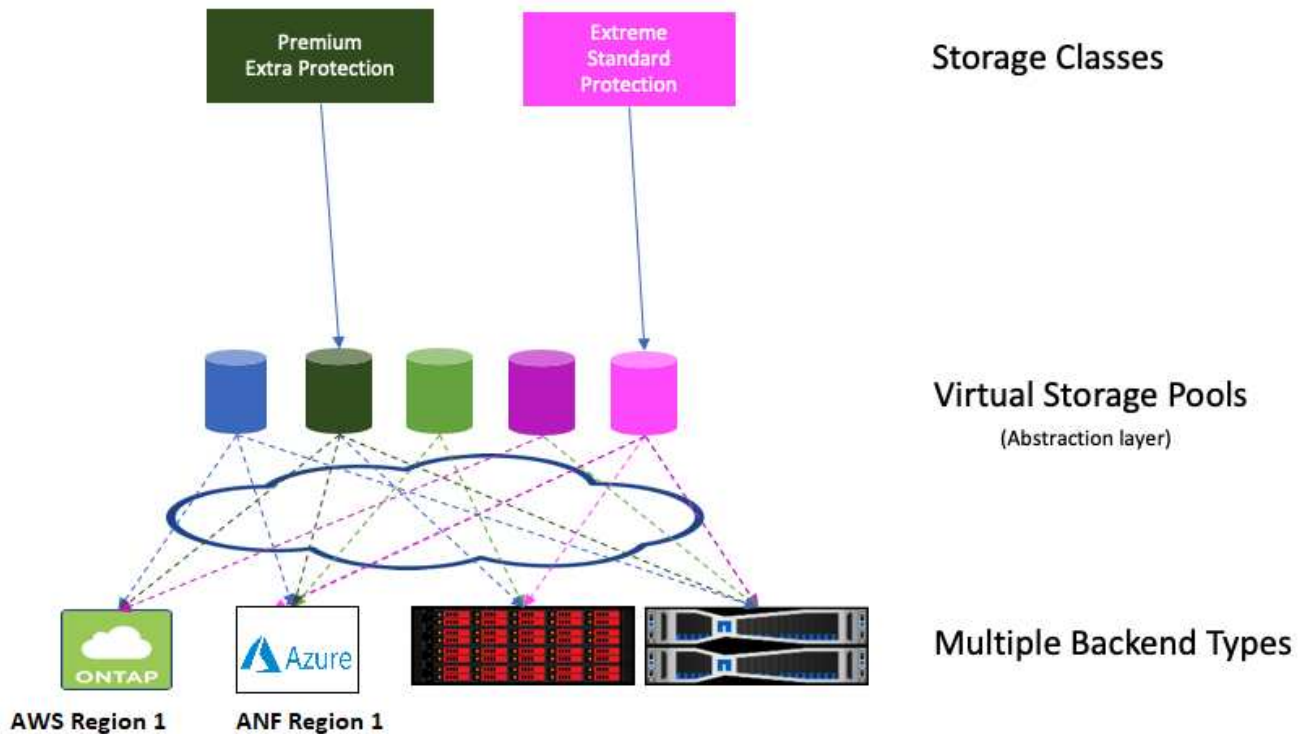 Premium
Extra Protection
Extreme
Standard
Protection
Storage Classes
Virtual Storage Pools
(Abstraction layer)
ONTAP
Azure
Multiple Backend Types
AWS Region 1
ANF Region 1